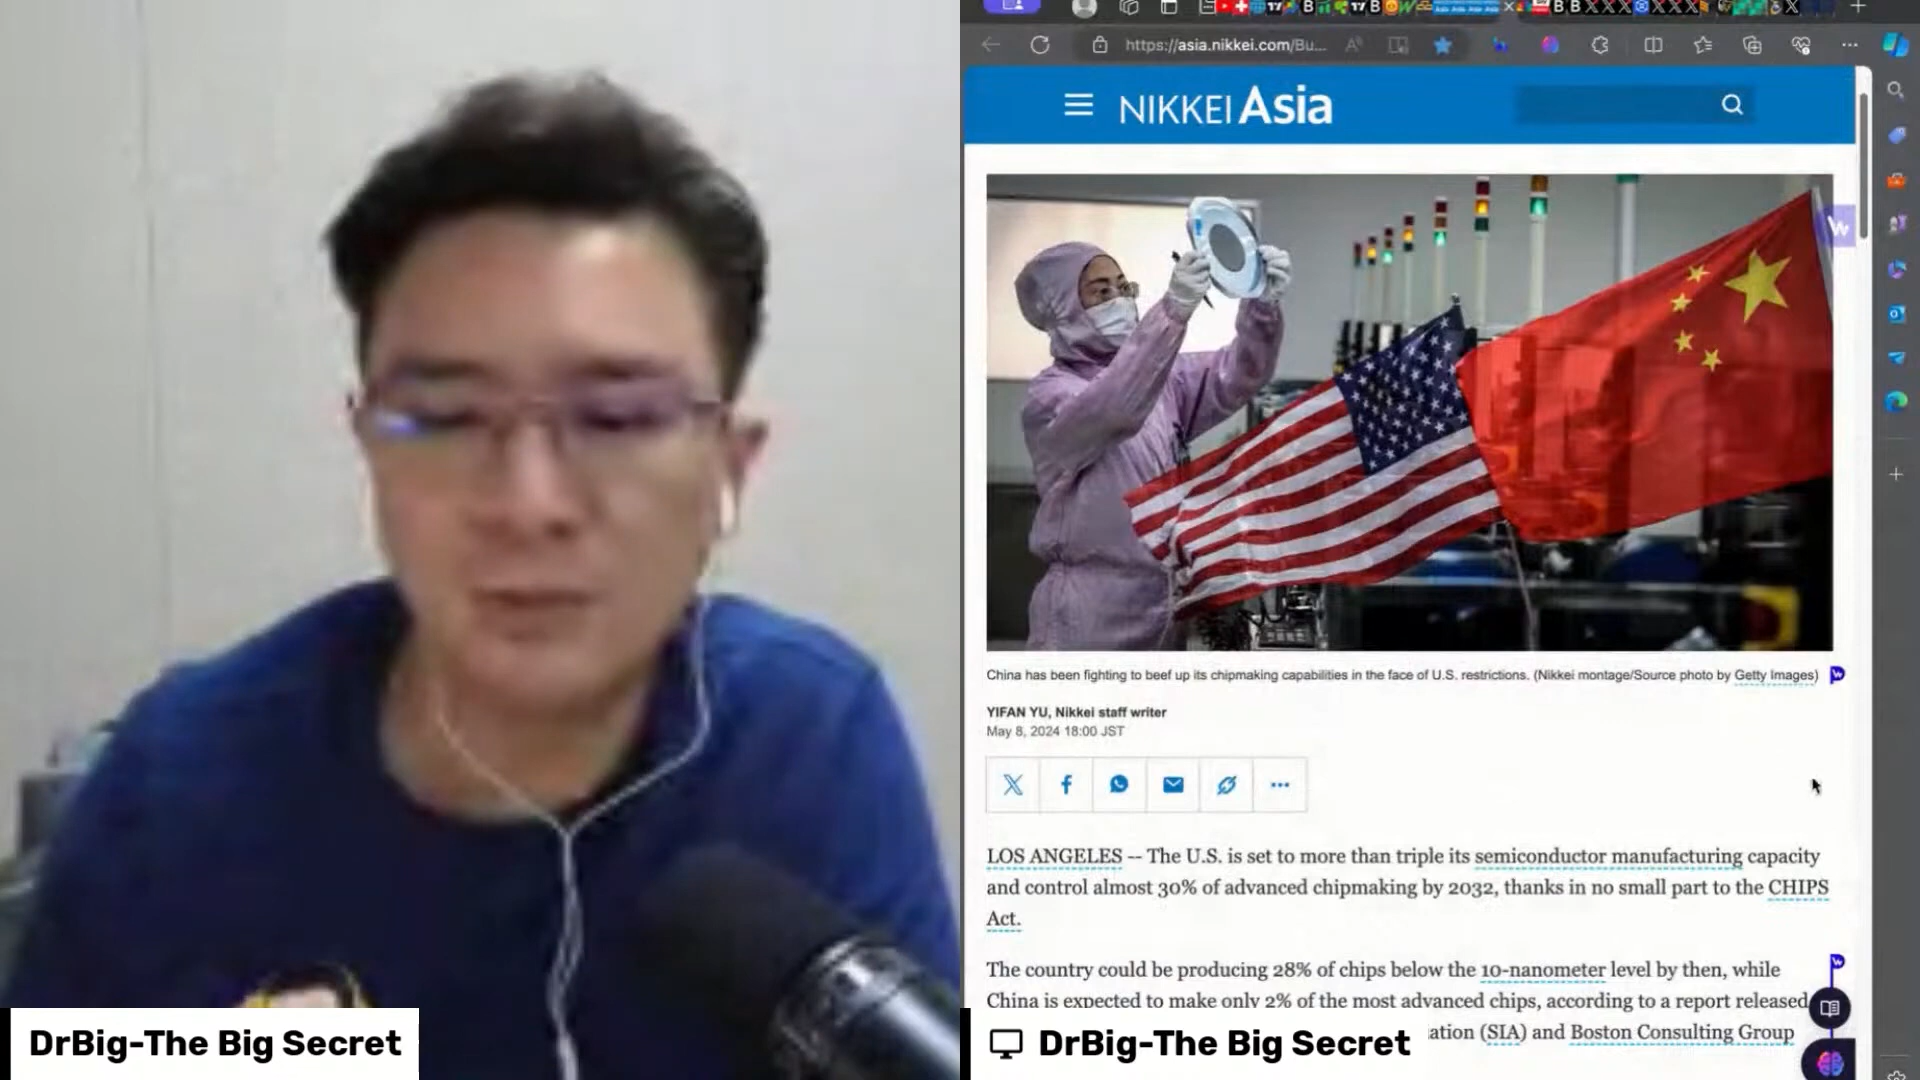 https://asia.nikkei.com/Bu...
NIKKEI Asia
China has been fighting to beef up its chipmaking capabilities in the face of U.S. restrictions. (Nikkei montage/Source photo by Getty Images)
YIFAN YU, Nikkei staff writer
May 8, 2024 18:00 JST
LOS ANGELES -- The U.S. is set to more than triple its semiconductor manufacturing capacity
and control almost 30% of advanced chipmaking by 2032, thanks in no small part to the CHIPS
Act.
The country could be producing 28% of chips below the 10-nanometer level by then, while
China is expected to make only 2% of the most advanced chips, according to a report released
ation (SIA) and Boston Consulting Group
DrBig-The Big Secret
DrBig-The Big Secret